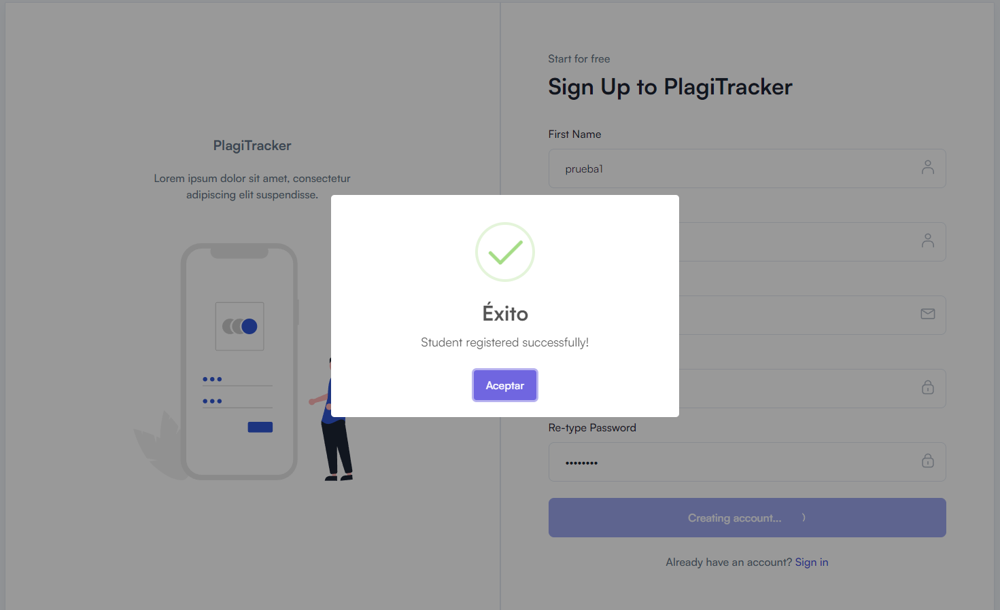 PlagiTracker
Lorem ipsum dolor sit amet, consectetur
adipiscing elit suspendisse.
Start for free
Sign Up to PlagiTracker
First Name
prueba1
Éxito
Student registered successfully!
Aceptar
Re-type Password
••••••••
Creating account...
Already have an account? Sign in